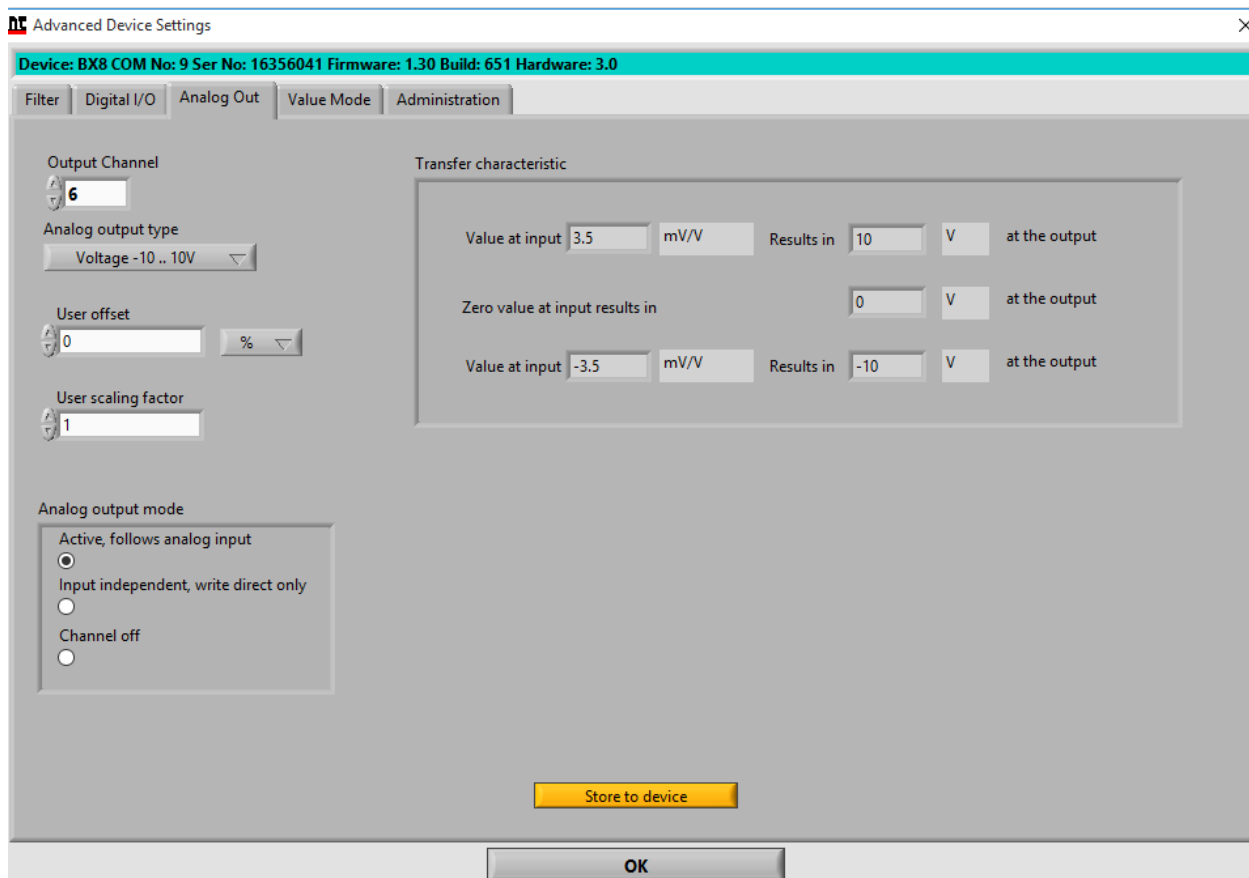 Advanced Device Settings
Device: BX8 COM No: 9 Ser No: 16356041 Firmware: 1.30 Build: 651 Hardware: 3.0
Filter Digital I/O Analog Out Value Mode Administration
Output Channel
6
Analog output type
Voltage -10 .. 10V
User offset
0 %
User scaling factor
1
Analog output mode
Active, follows analog input
Input independent, write direct only
Channel off
Transfer characteristic
Value at input 3.5 mV/V Results in 10 V at the output
Zero value at input results in 0 V at the output
Value at input -3.5 mV/V Results in -10 V at the output
Store to device
OK